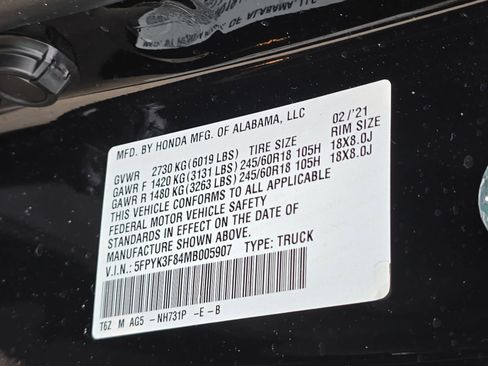 MFD. BY HONDA MFG. OF ALABAMA, LLC 02/'21
GVWR 2730 KG(6019 LBS) TIRE SIZE RIM SIZE
GAWR F 1420 KG(3131 LBS)245/60R18 105H 18X8.0J
GAWR R 1480 KG(3263 LBS)245/60R18 105H 18X8.0J
THIS VEHICLE CONFORMS TO ALL APPLICABLE
FEDERAL MOTOR VEHICLE SAFETY
STANDARDS IN EFFECT ON THE DATE OF
MANUFACTURE SHOWN ABOVE.
V.I.N.: 5FPYK3F84MB005907 TYPE: TRUCK
T6Z M AG5 -NH731P -E -B